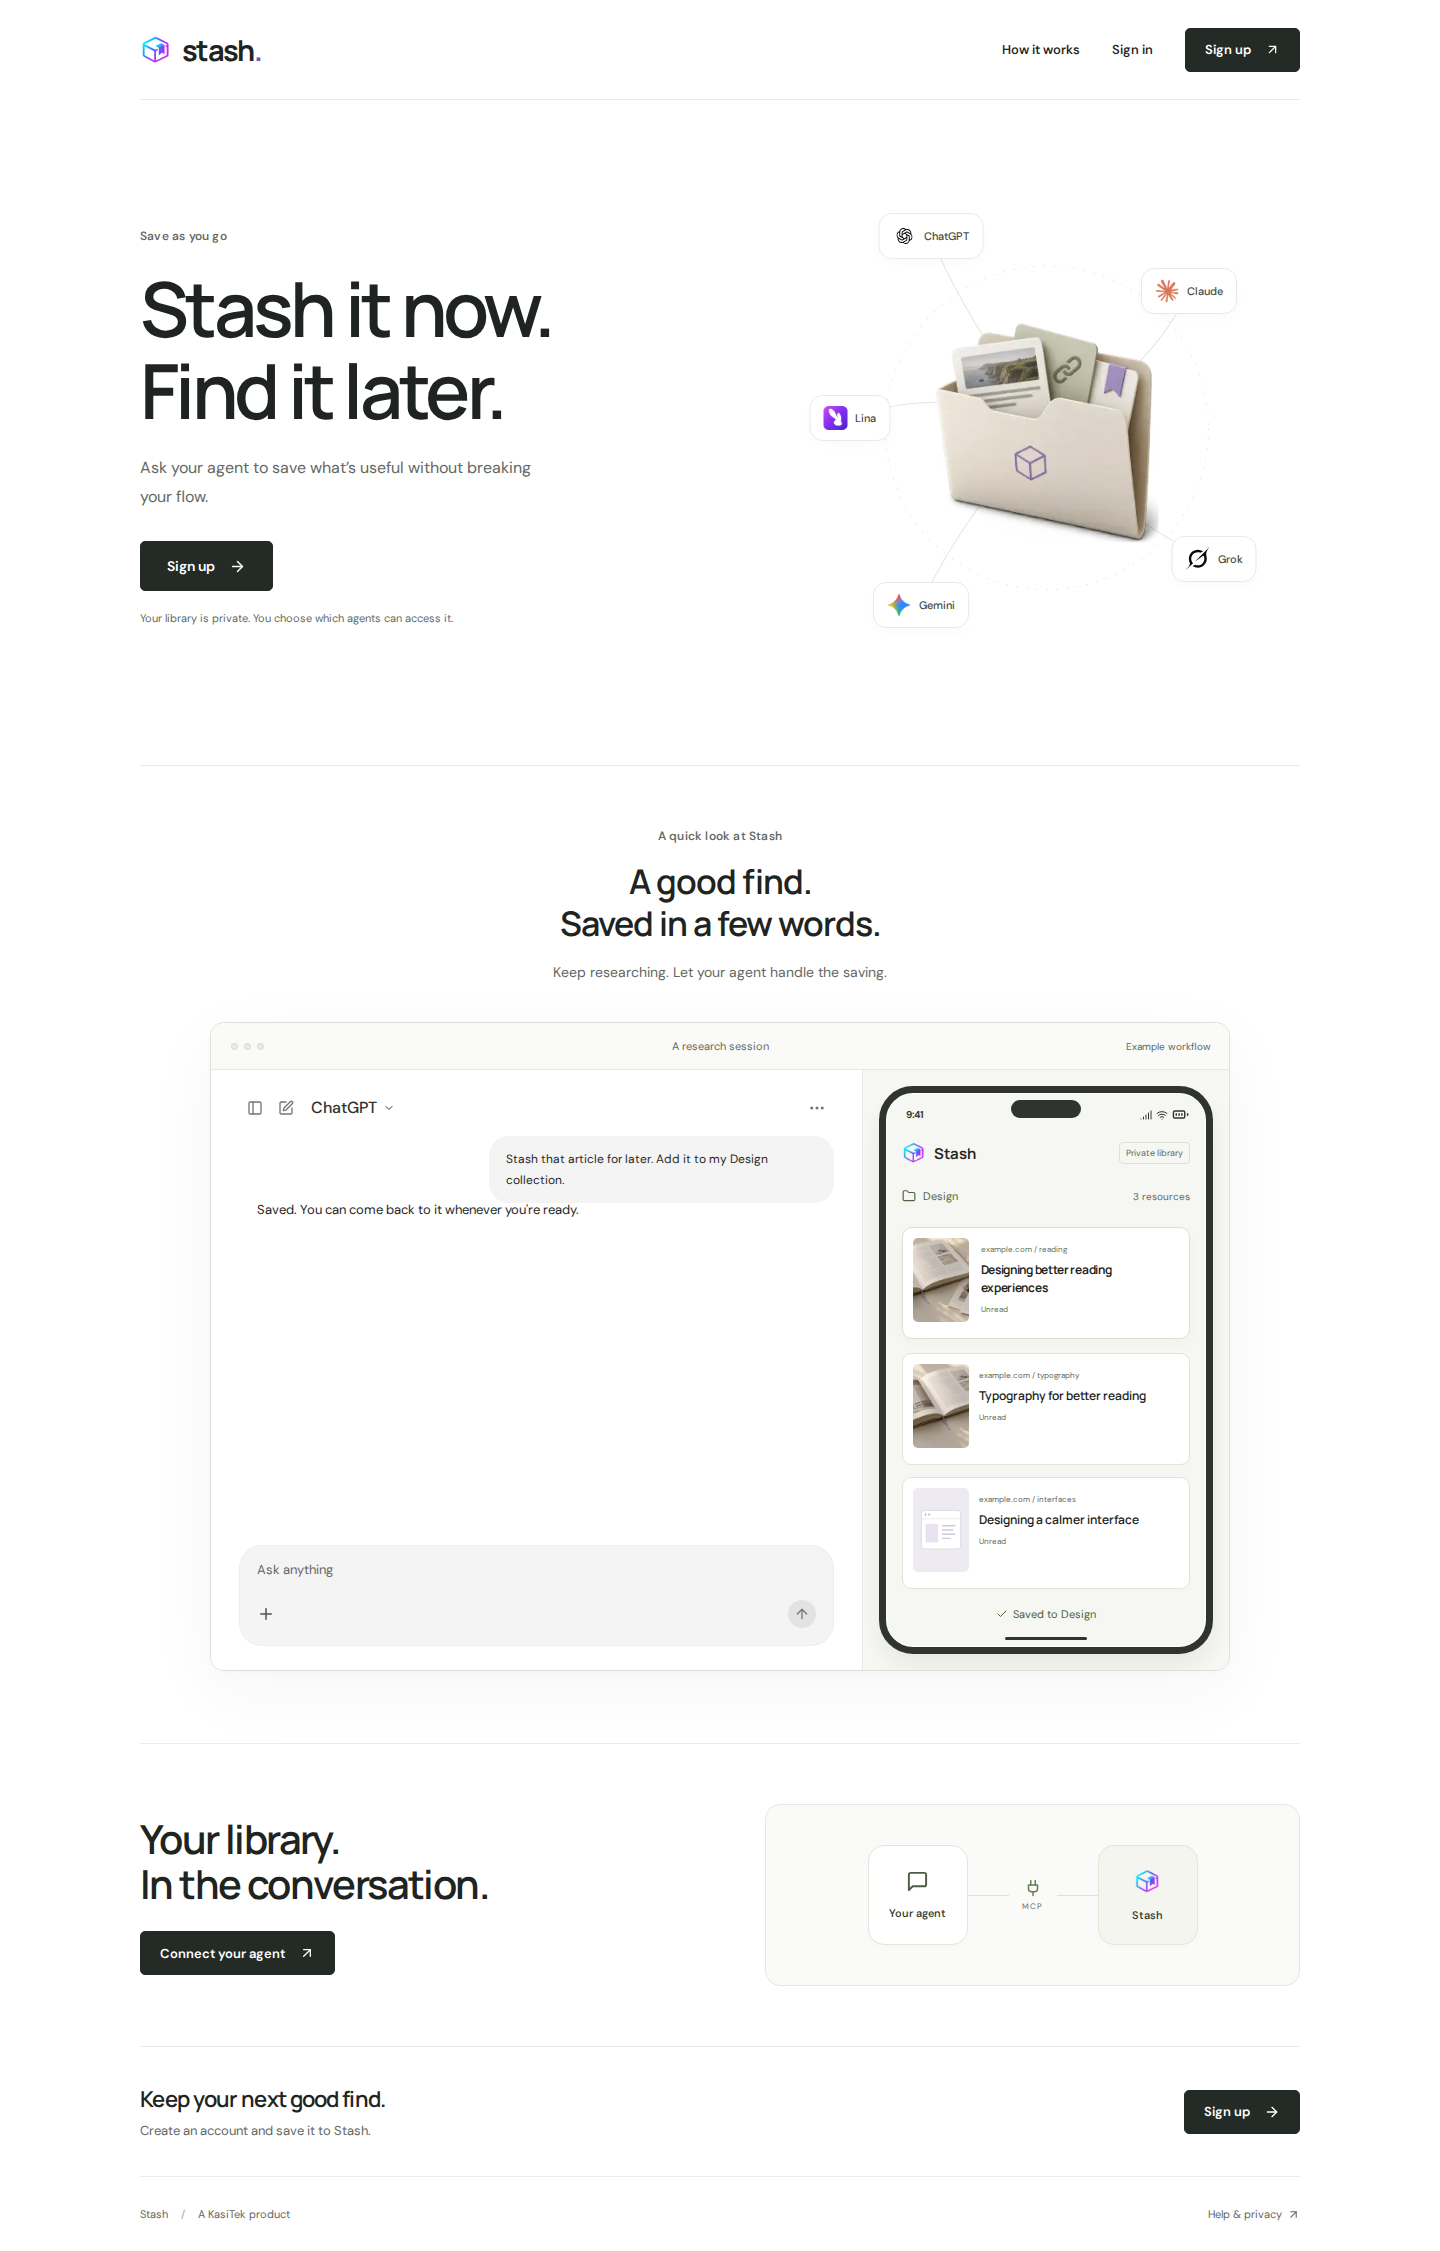 stash.
How it works
Sign in
Sign up
Save as you go
Stash it now.
Find it later.
Ask your agent to save what’s useful without breaking
your flow.
Sign up
Your library is private. You choose which agents can access it.
ChatGPT
Claude
Lina
Grok
Gemini
A quick look at Stash
A good find.
Saved in a few words.
Keep researching. Let your agent handle the saving.
A research session
Example workflow
ChatGPT
Stash that article for later. Add it to my Design
collection.
Saved. You can come back to it whenever you're ready.
Ask anything
9:41
Stash
Private library
Design
3 resources
example.com / reading
Designing better reading
experiences
Unread
example.com / typography
Typography for better reading
Unread
example.com / interfaces
Designing a calmer interface
Unread
Saved to Design
Your library.
In the conversation.
Connect your agent
Your agent
MCP
Stash
Keep your next good find.
Create an account and save it to Stash.
Sign up
Stash / A KasiTek product
Help & privacy